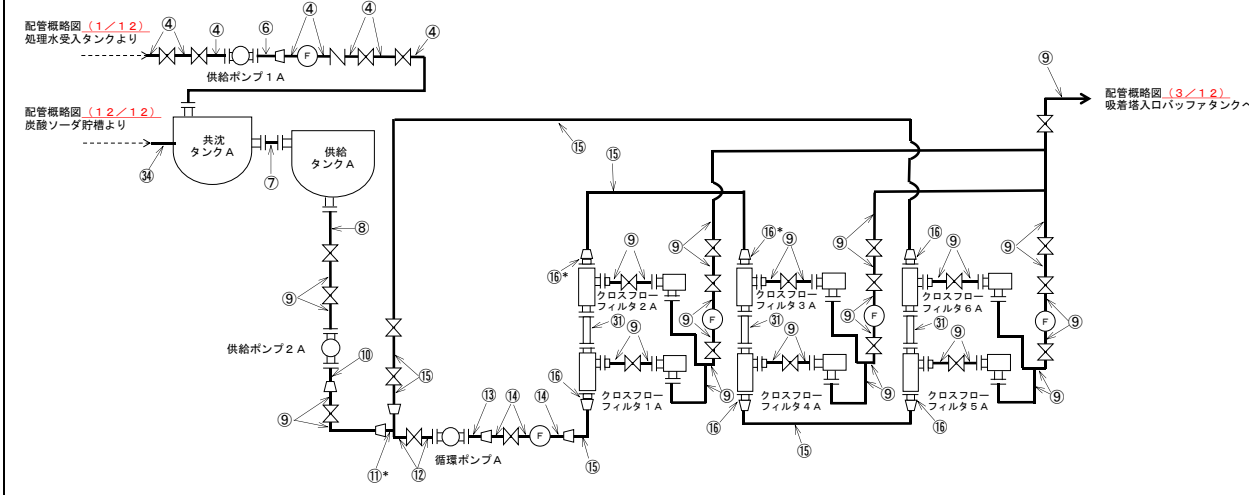 ④ ④ ⑥ ④ ④ ④
配管概略図（1／12）
処理水受入タンクより
F
供給ポンプ１Ａ
配管概略図（12／12）
炭酸ソーダ貯槽より
㉞
共沈
タンクＡ
⑦
供給
タンクＡ
⑧
⑨
供給ポンプ２Ａ
⑩
⑨
⑪*
⑫
⑮
循環ポンプＡ
⑬ ⑭ F ⑭
⑮
⑮
⑮
⑯*
⑨
クロスフロー
フィルタ２Ａ
㉛
⑨
⑯
クロスフロー
フィルタ１Ａ
⑨
⑨
F
⑨
⑯*
⑨
クロスフロー
フィルタ３Ａ
㉛
⑨
⑯
クロスフロー
フィルタ４Ａ
⑨
F
⑨
⑮
⑯
⑨
クロスフロー
フィルタ６Ａ
㉛
⑨
⑯
クロスフロー
フィルタ５Ａ
⑨
F
⑨
⑨
⑨
配管概略図（3／12）
吸着塔入口バッファタンクへ